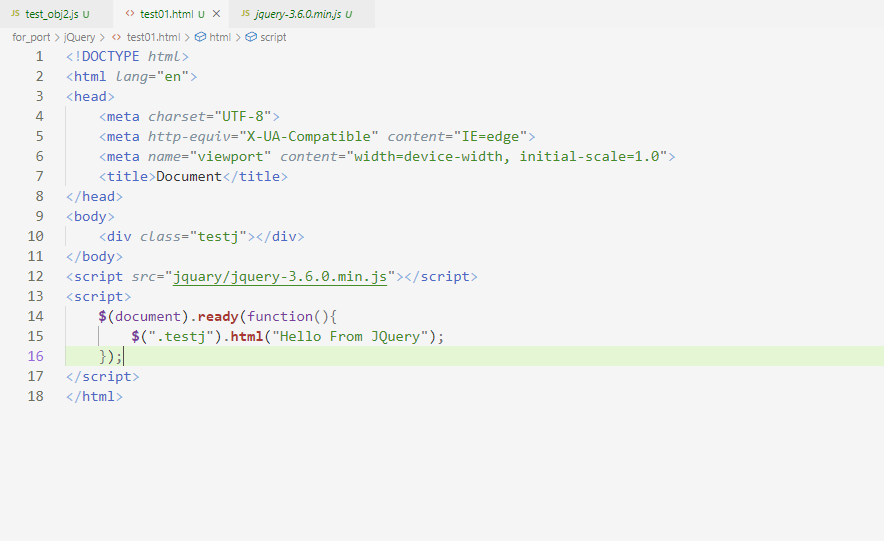 JS test_obj2.js U <> test01.html U × JS jquery-3.6.0.min.js U
for_port > jQuery > <> test01.html > html > script
1 <!DOCTYPE html>
2 <html lang="en">
3 <head>
4 <meta charset="UTF-8">
5 <meta http-equiv="X-UA-Compatible" content="IE=edge">
6 <meta name="viewport" content="width=device-width, initial-scale=1.0">
7 <title>Document</title>
8 </head>
9 <body>
10 <div class="testj"></div>
11 </body>
12 <script src="jquary/jquery-3.6.0.min.js"></script>
13 <script>
14 $(document).ready(function(){
15 $(".testj").html("Hello From JQuery");
16 });
17 </script>
18 </html>